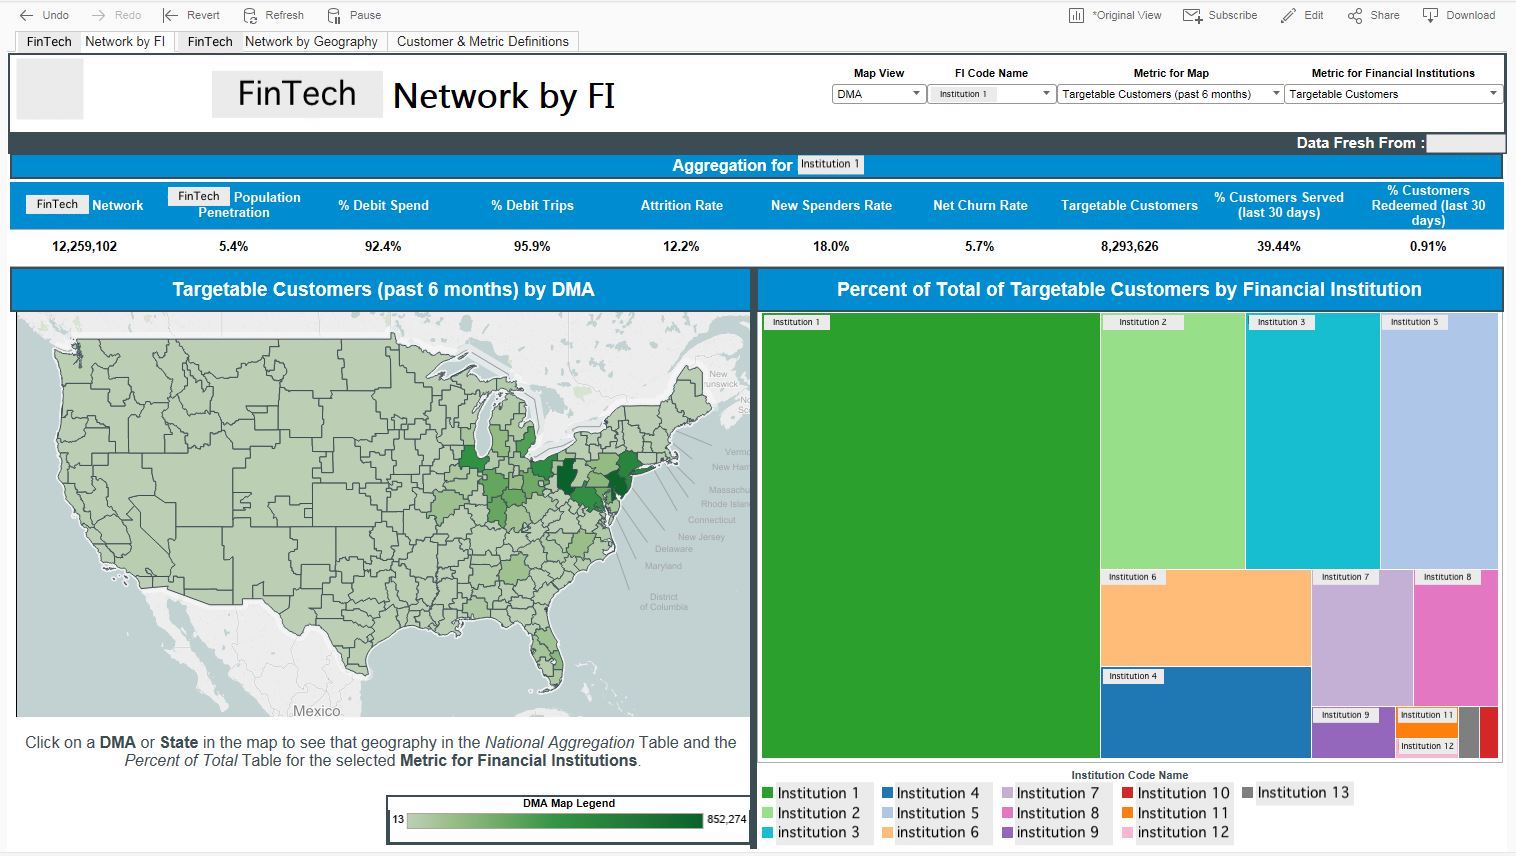 Undo Redo Revert Refresh Pause *Original View Subscribe Edit Share Download
FinTech Network by FI FinTech Network by Geography Customer & Metric Definitions
FinTech Network by FI
Map View FI Code Name Metric for Map Metric for Financial Institutions
DMA Institution 1 Targetable Customers (past 6 months) Targetable Customers
Data Fresh From :
Aggregation for Institution 1
FinTech Network
FinTech Population
Penetration
% Debit Spend
% Debit Trips
Attrition Rate
New Spenders Rate
Net Churn Rate
Targetable Customers
% Customers Served
(last 30 days)
% Customers
Redeemed (last 30
days)
12,259,102 5.4% 92.4% 95.9% 12.2% 18.0% 5.7% 8,293,626 39.44% 0.91%
Targetable Customers (past 6 months) by DMA
New
No
Sc
New Ham
Rhode Islan
Connecticut
New Jersey
Delaware
Maryland
District
of Columbia
Mexico
Click on a DMA or State in the map to see that geography in the National Aggregation Table and the
Percent of Total Table for the selected Metric for Financial Institutions.
DMA Map Legend
13 852,274
Percent of Total of Targetable Customers by Financial Institution
Institution 1 Institution 2 Institution 3 Institution 5
Institution 6 Institution 7 Institution 8
Institution 4
Institution 9 Institution 11
Institution 12
Institution Code Name
Institution 1 Institution 4 Institution 7 Institution 10 Institution 13
Institution 2 Institution 5 Institution 8 Institution 11
institution 3 institution 6 institution 9 institution 12